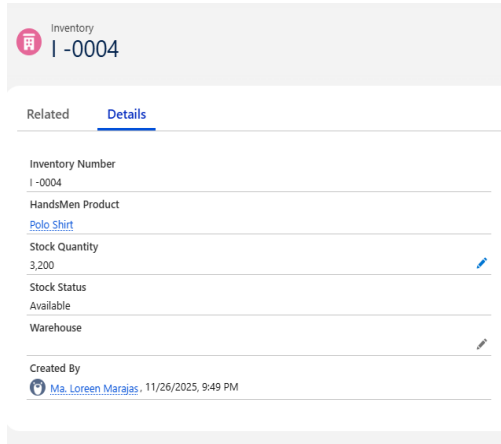 Inventory
I -0004
Related Details
Inventory Number
I -0004
HandsMen Product
Polo Shirt
Stock Quantity
3,200
Stock Status
Available
Warehouse
Created By
Ma. Loreen Marajas, 11/26/2025, 9:49 PM